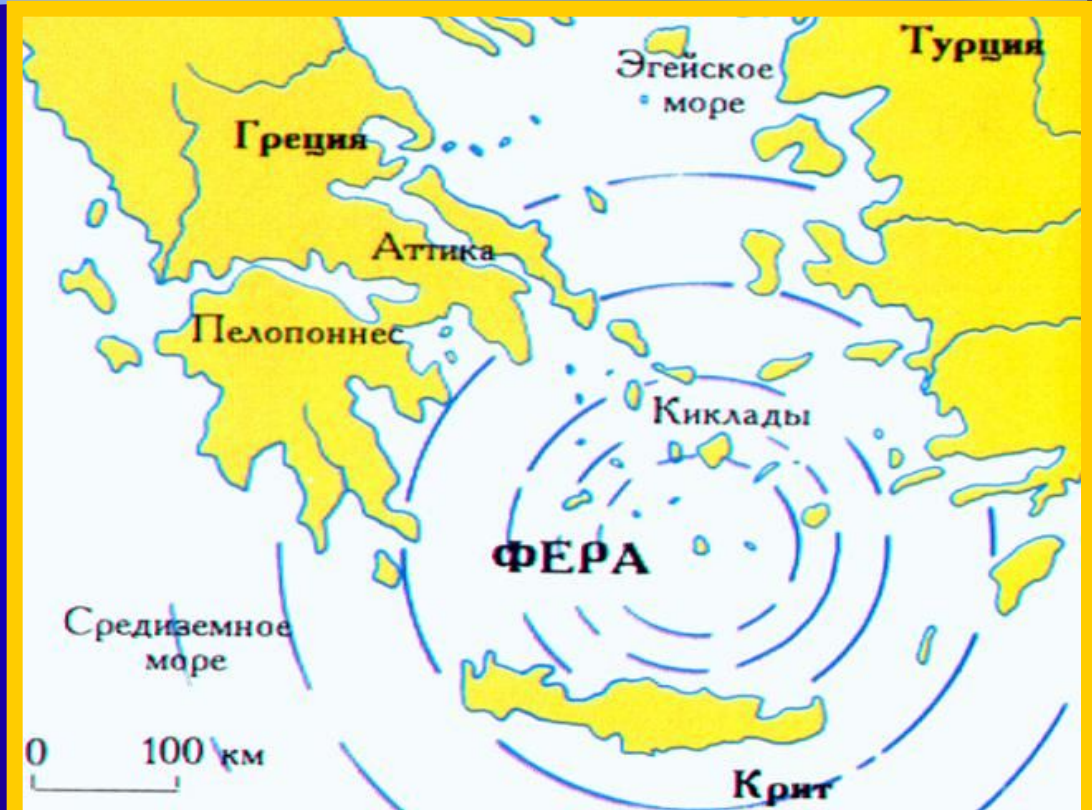 Турция
Эгейское
море
Греция
Аттика
Пелопоннес
Киклады
ФЕРА
Средиземное
море
0 100 км
Крит